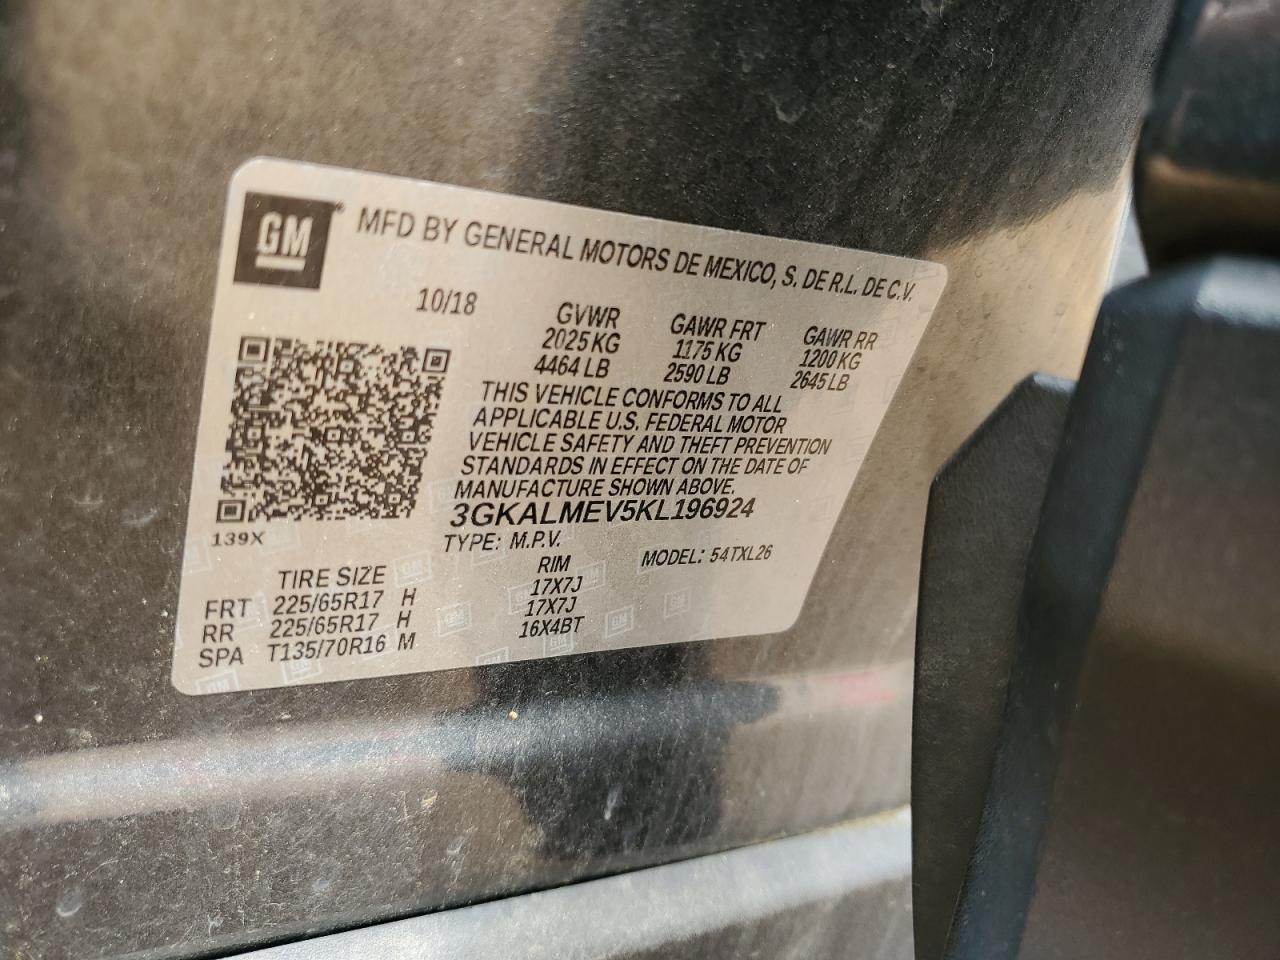 GM
MFD BY GENERAL MOTORS DE MEXICO, S. DE R.L. DE C.V.
10/18 GVWR GAWR FRT GAWR RR
2025 KG 1175 KG 1200 KG
4464 LB 2590 LB 2645 LB
THIS VEHICLE CONFORMS TO ALL
APPLICABLE U.S. FEDERAL MOTOR
VEHICLE SAFETY AND THEFT PREVENTION
STANDARDS IN EFFECT ON THE DATE OF
MANUFACTURE SHOWN ABOVE.
3GKALMEV5KL196924
139X
TYPE: M.P.V. MODEL: 54TXL26
TIRE SIZE RIM
FRT 225/65R17 H 17X7J
RR 225/65R17 H 17X7J
SPA T135/70R16 M 16X4BT